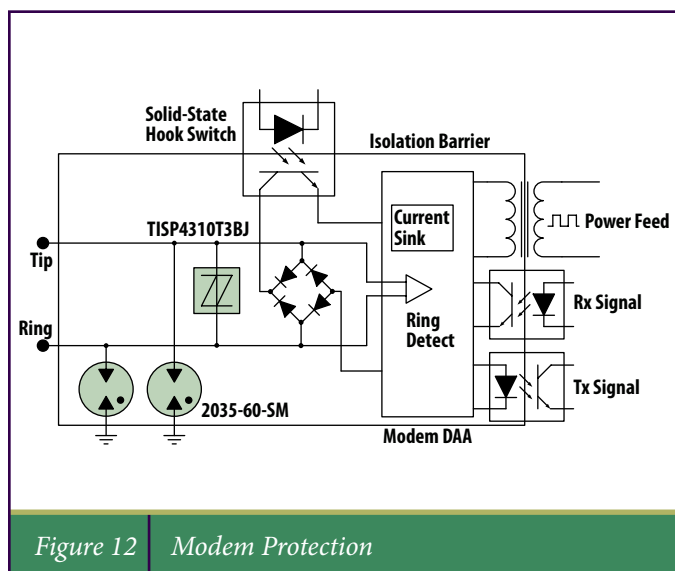 Solid-State
Hook Switch
Isolation Barrier
TISP4310T3BJ
Current
Sink
Power Feed
Tip
Rx Signal
Ring
Ring
Detect
Tx Signal
2035-60-SM
Modem DAA
Figure 12 Modem Protection